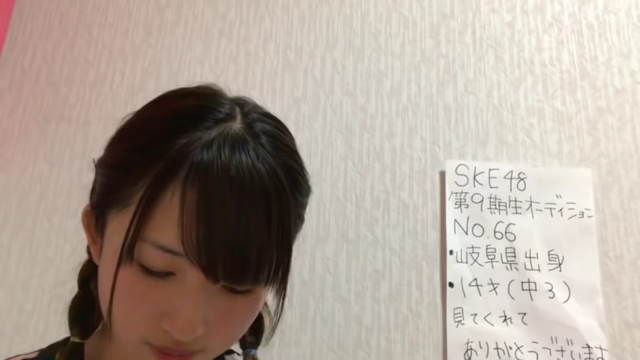 SKE48
第9期生オーディション
No.66
・岐阜県出身
・14才(中3)
見てくれて
ありがとうございます